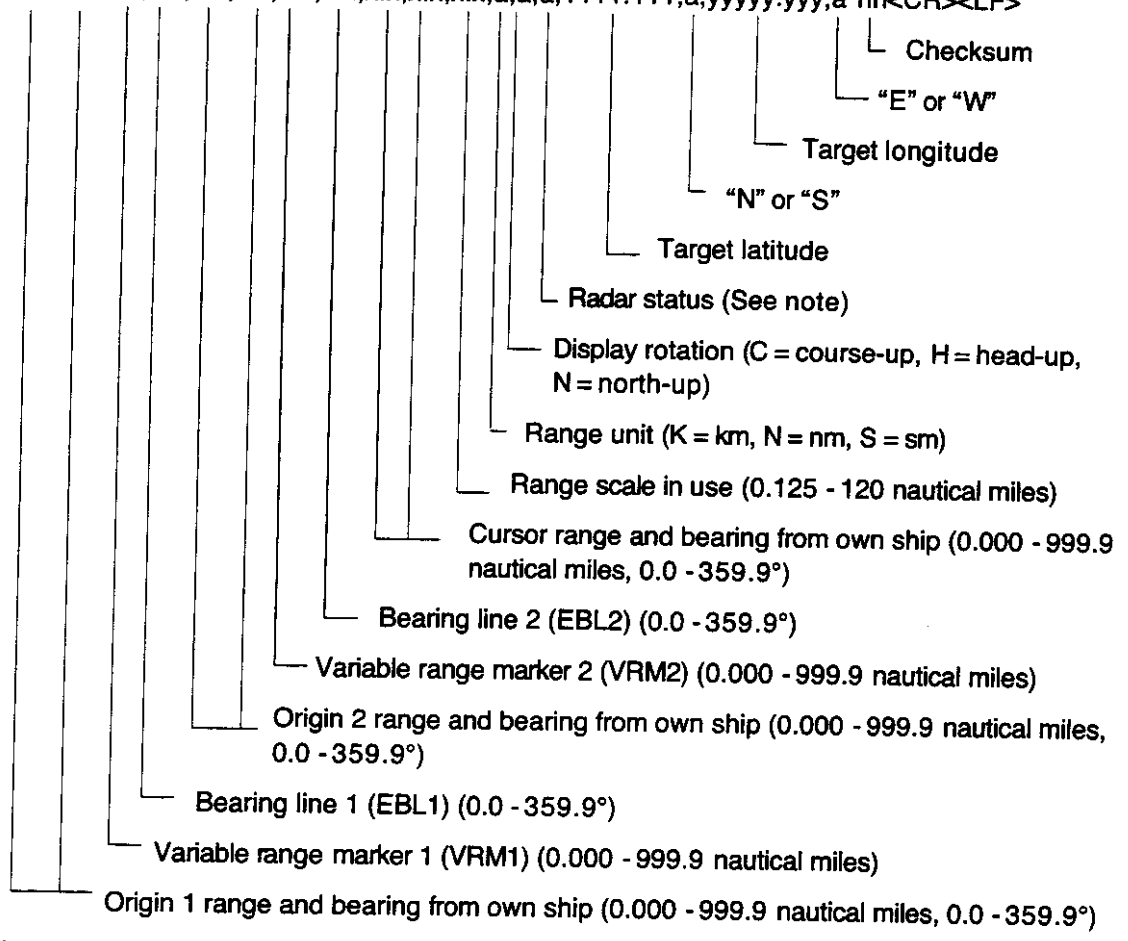 Checksum
“E” or “W”
Target longitude
“N” or “S”
Target latitude
Radar status (See note)
Display rotation (C = course-up, H = head-up,
N = north-up)
Range unit (K = km, N = nm, S = sm)
Range scale in use (0.125 - 120 nautical miles)
Cursor range and bearing from own ship (0.000 - 999.9
nautical miles, 0.0 - 359.9°)
Bearing line 2 (EBL2) (0.0 - 359.9°)
Variable range marker 2 (VRM2) (0.000 - 999.9 nautical miles)
Origin 2 range and bearing from own ship (0.000 - 999.9 nautical miles,
0.0 - 359.9°)
Bearing line 1 (EBL1) (0.0 - 359.9°)
Variable range marker 1 (VRM1) (0.000 - 999.9 nautical miles)
Origin 1 range and bearing from own ship (0.000 - 999.9 nautical miles, 0.0 - 359.9°)